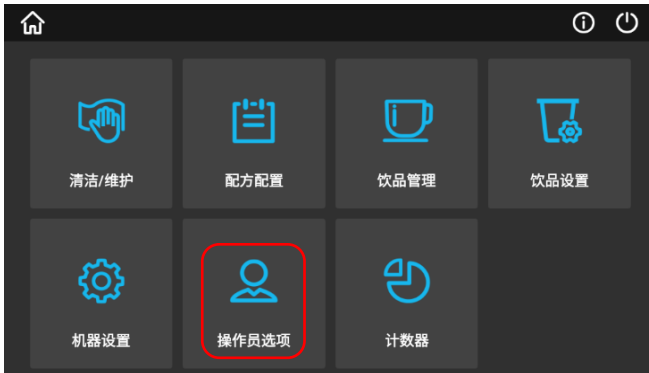 清洁/维护
配方配置
饮品管理
饮品设置
机器设置
操作员选项
计数器